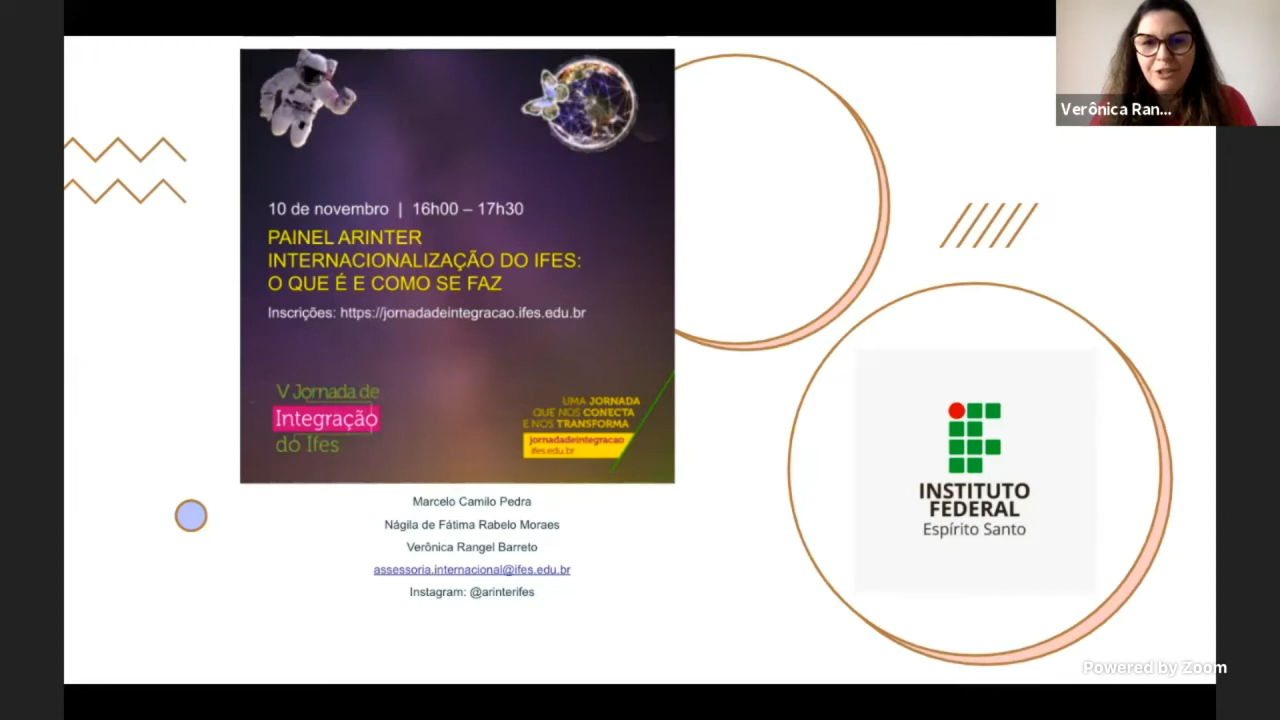 10 de novembro | 16h00 – 17h30
PAINEL ARINTER
INTERNACIONALIZAÇÃO DO IFES:
O QUE É E COMO SE FAZ
Inscrições: https://jornadadeintegracao.ifes.edu.br
V Jornada de
Integração
do Ifes
UMA JORNADA
QUE NOS CONECTA
E NOS TRANSFORMA
jornadadeintegracao
ifes.edu.br
Marcelo Camilo Pedra
Nágila de Fátima Rabelo Moraes
Verônica Rangel Barreto
assessoria.internacional@ifes.edu.br
Instagram: @arinterifes
Verônica Ran...
INSTITUTO
FEDERAL
Espírito Santo
Powered by Zoom